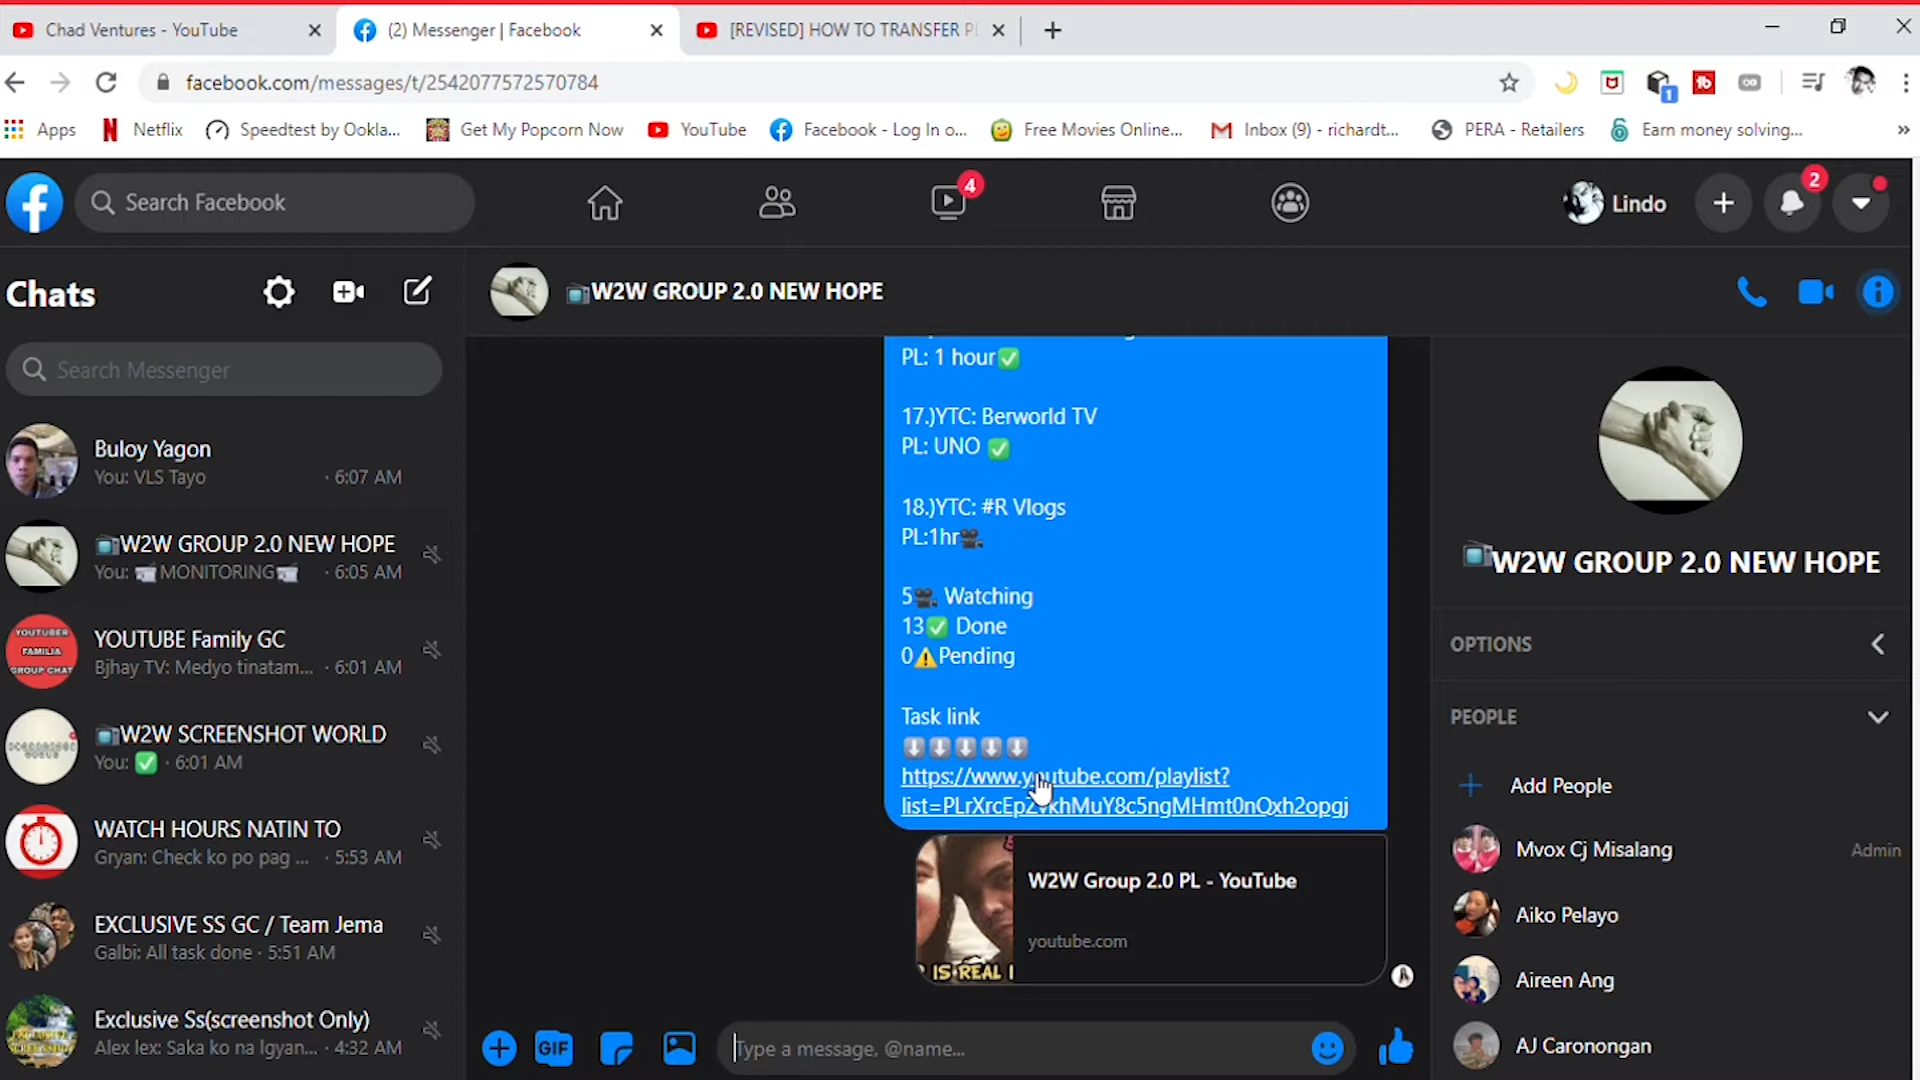 Chad Ventures - YouTube
(2) Messenger | Facebook
[REVISED] HOW TO TRANSFER P
facebook.com/messages/t/2542077572570784
Apps
Netflix
Speedtest by Ookla...
Get My Popcorn Now
YouTube
Facebook - Log In o...
Free Movies Online...
Inbox (9) - richardt...
PERA - Retailers
Earn money solving...
»
1
Search Facebook
4
Lindo
2
Chats
Search Messenger
Buloy Yagon
You: VLS Tayo · 6:07 AM
📺W2W GROUP 2.0 NEW HOPE
You: 📹MONITORING📹 · 6:05 AM
YOUTUBER
FAMILIA
GROUP CHAT
YOUTUBE Family GC
Bjhay TV: Medyo tinatam... · 6:01 AM
📺W2W SCREENSHOT WORLD
You: ✅ · 6:01 AM
WATCH HOURS NATIN TO
Gryan: Check ko po pag ... · 5:53 AM
EXCLUSIVE SS GC / Team Jema
Galbi: All task done · 5:51 AM
Exclusive Ss(screenshot Only)
Alex lex: Saka ko na Igyan... · 4:32 AM
📺W2W GROUP 2.0 NEW HOPE
PL: 1 hour✅
17.)YTC: Berworld TV
PL: UNO ✅
18.)YTC: #R Vlogs
PL:1hr🎥
5🎥 Watching
13✅ Done
0⚠️Pending
Task link
⬇️⬇️⬇️⬇️⬇️
https://www.youtube.com/playlist?
W2W Group 2.0 PL - YouTube
youtube.com
IS REAL
GIF
Type a message, @name...
📺W2W GROUP 2.0 NEW HOPE
OPTIONS
PEOPLE
Add People
Mvox Cj Misalang
Admin
Aiko Pelayo
Aireen Ang
AJ Caronongan